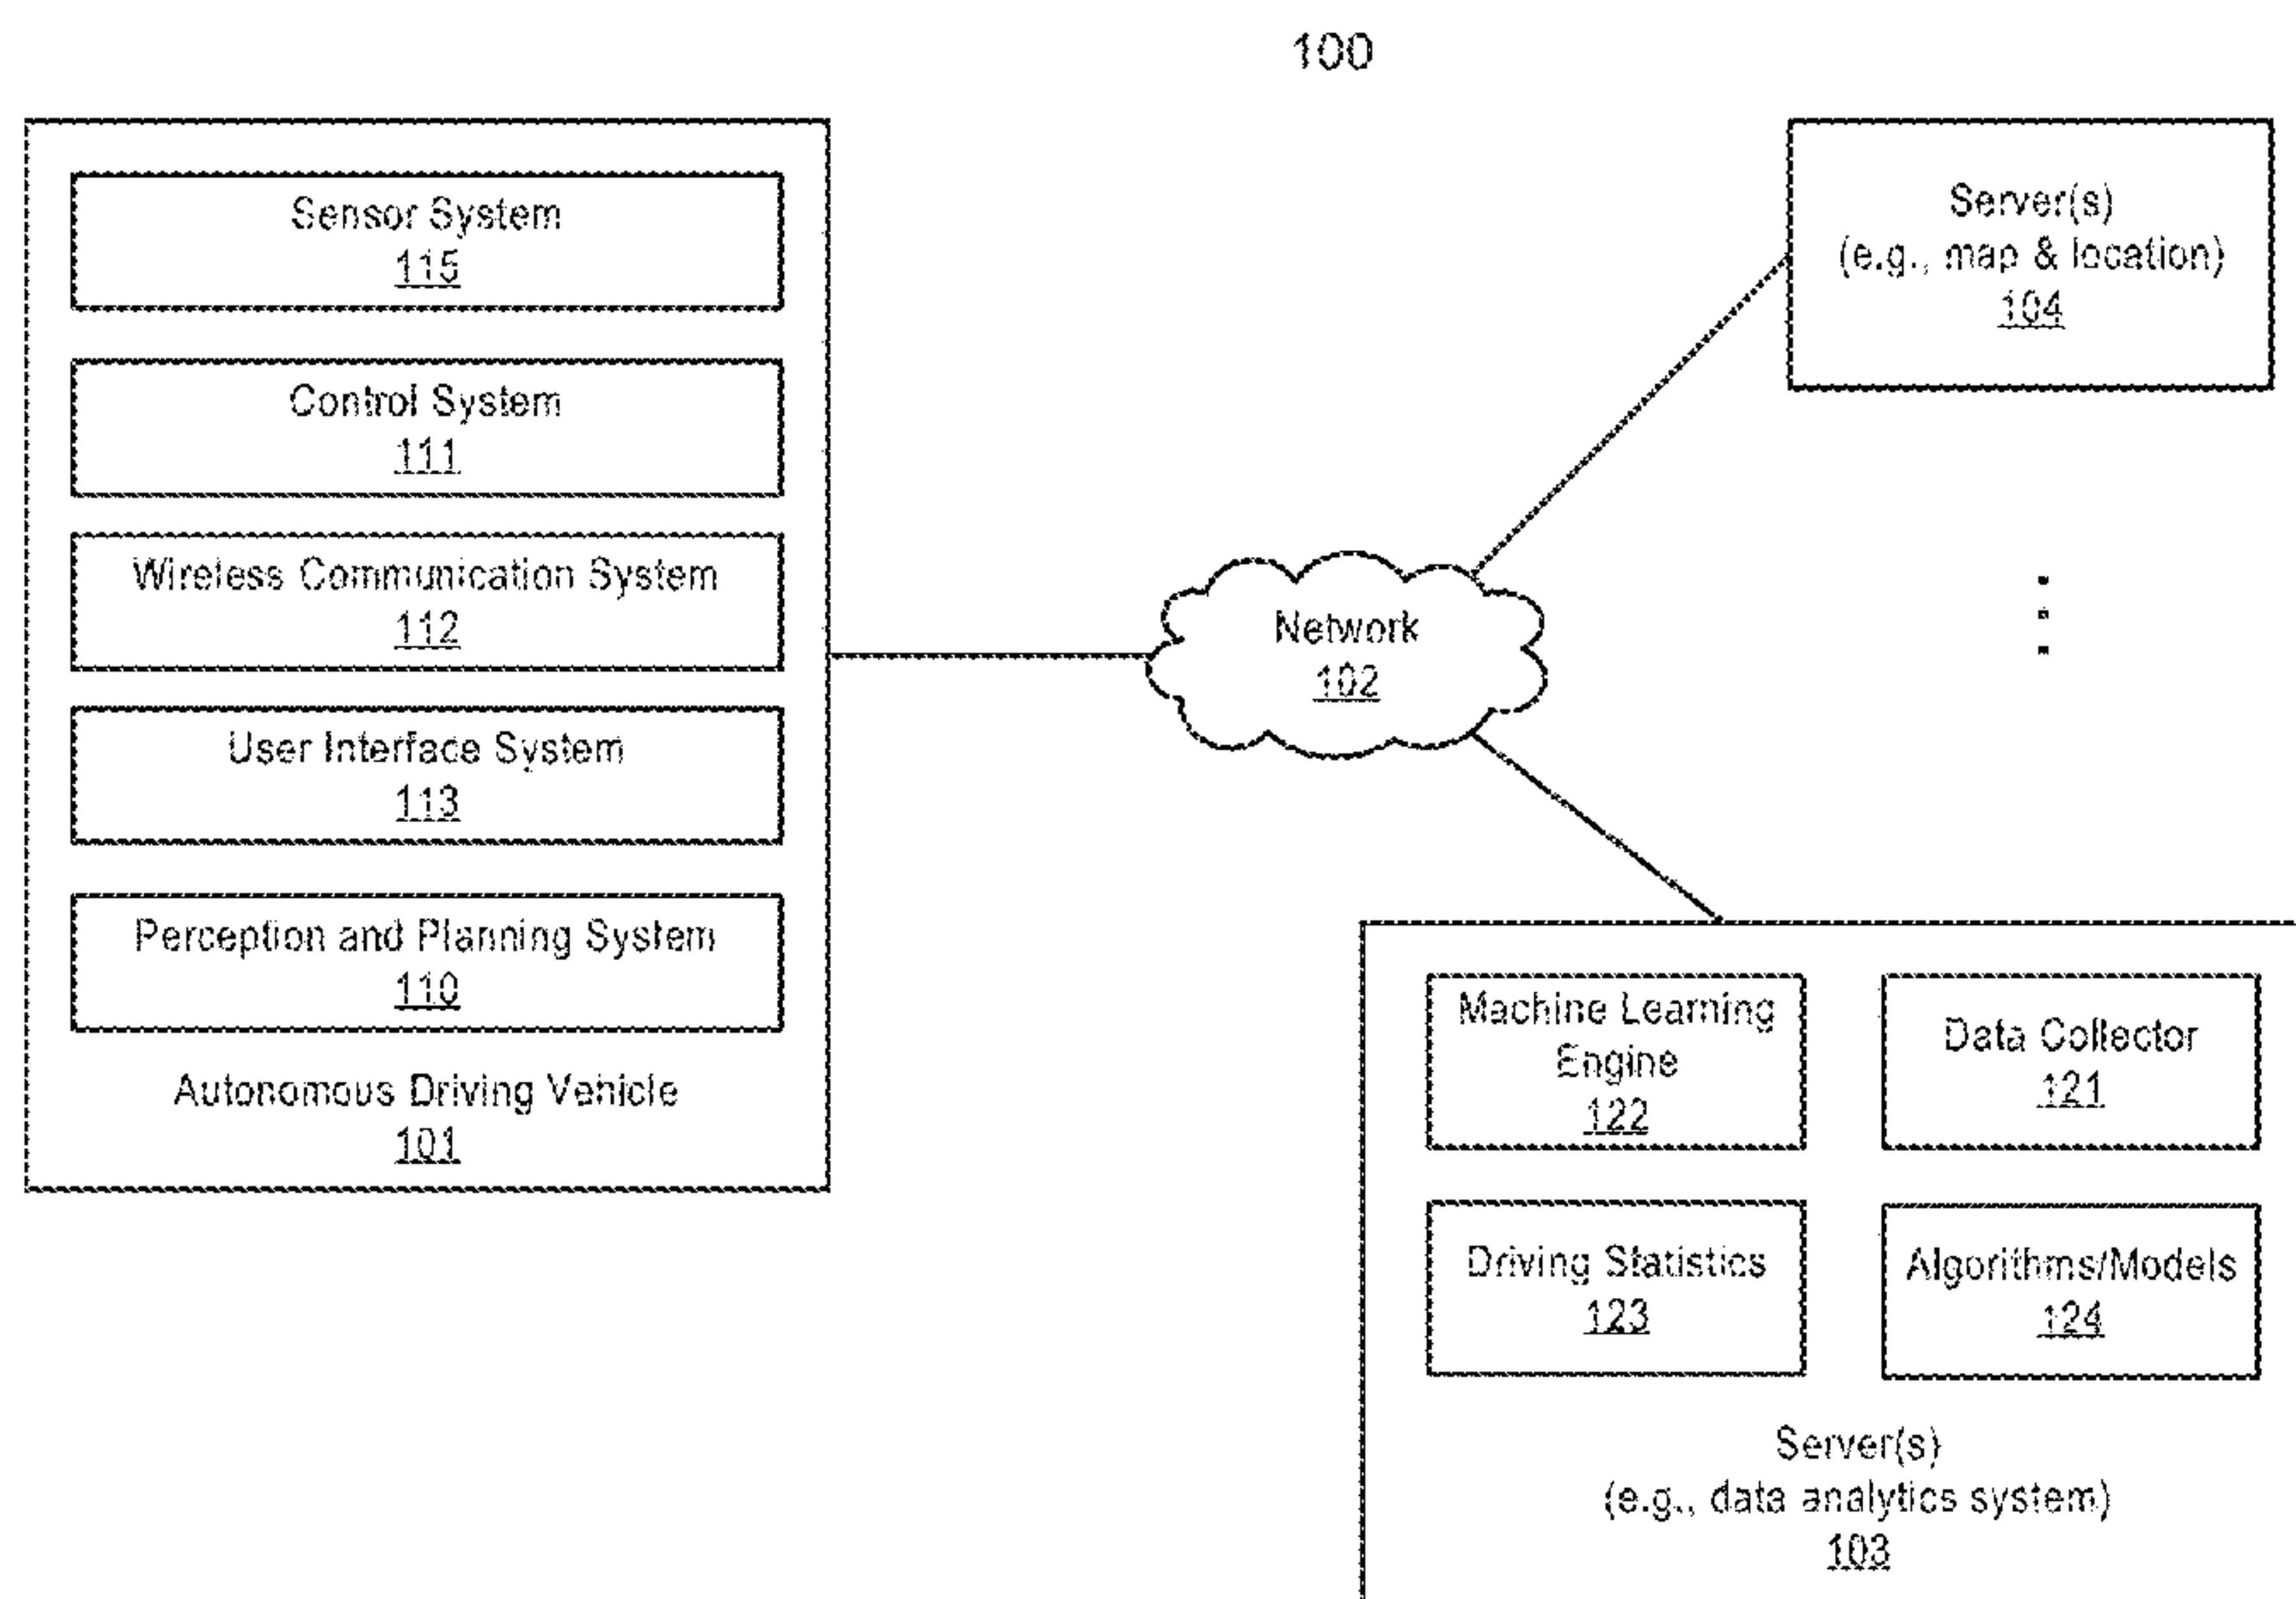 100
Sensor System
115
Control System
111
Wireless Communication System
112
User Interface System
113
Perception and Planning System
110
Autonomous Driving Vehicle
101
Network
102
Server(s)
(e.g., map & location)
104
Machine Learning
Engine
122
Data Collector
121
Driving Statistics
123
Algorithms/Models
124
Server(s)
(e.g., data analytics system)
103